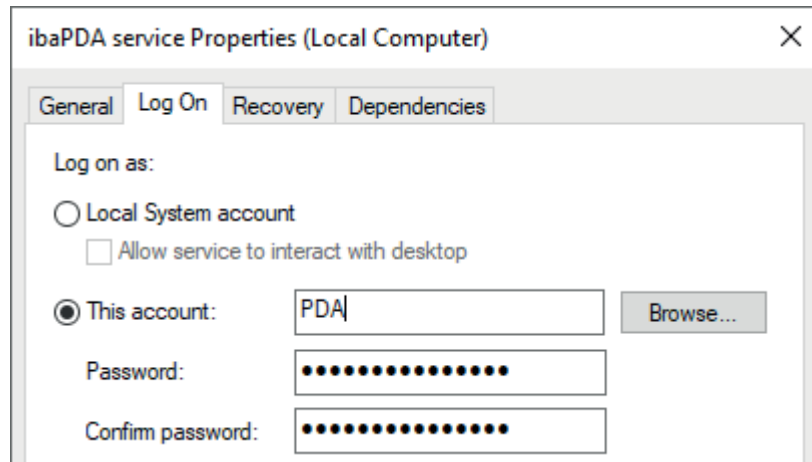 ibaPDA service Properties (Local Computer)
General Log On Recovery Dependencies
Log on as:
Local System account
Allow service to interact with desktop
This account: PDA Browse...
Password: ●●●●●●●●●●●●●●●
Confirm password: ●●●●●●●●●●●●●●●